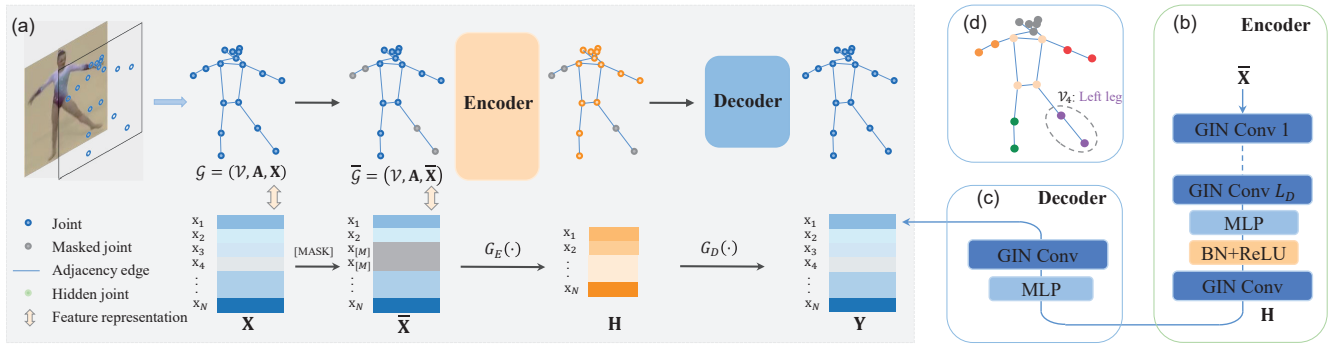 (a)
Encoder
Decoder
𝒢 = (𝒱, A, X)
𝒢̅ = (𝒱, A, X̅)
Joint
Masked joint
Adjacency edge
Hidden joint
Feature representation
x₁
x₂
x₃
x₄
⋮
x_N
X
[MASK]
x₁
x₂
x_[M]
x_[M]
⋮
x_N
X̅
G_E(·)
x₁
x₂
⋮
x_N
H
G_D(·)
x₁
x₂
x₃
x₄
⋮
x_N
Y
(d)
𝒱₄: Left leg
(c)
Decoder
GIN Conv
MLP
(b)
Encoder
X̅
GIN Conv 1
GIN Conv L_D
MLP
BN+ReLU
GIN Conv
H